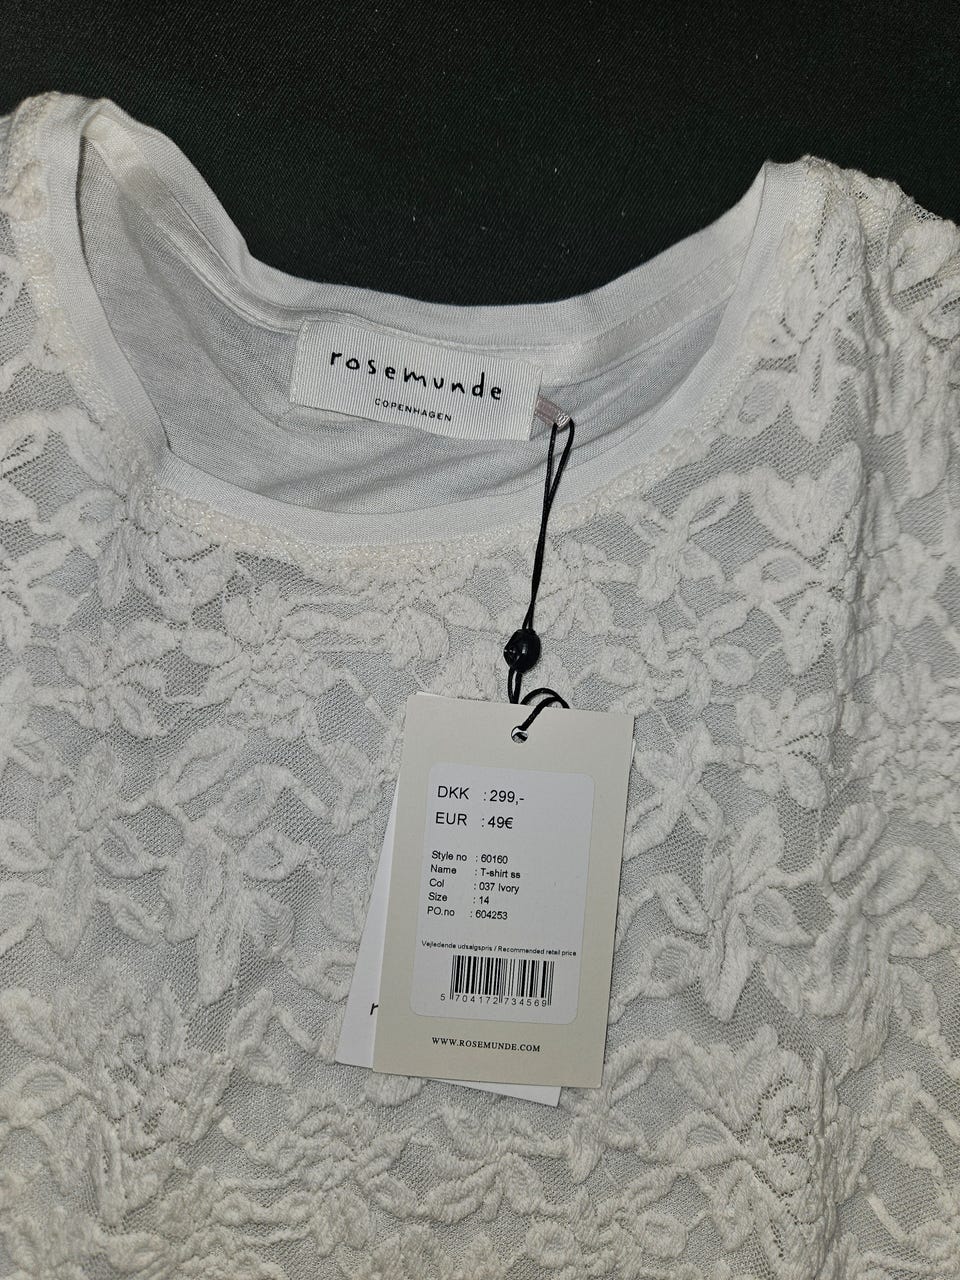 rosemunde
COPENHAGEN
DKK : 299,-
EUR : 49€
Style no : 60160
Name : T-shirt ss
Col : 037 Ivory
Size : 14
PO.no : 604253
Vejledende udsalgspris / Recommended retail price
5 704172 734569
WWW.ROSEMUNDE.COM
r